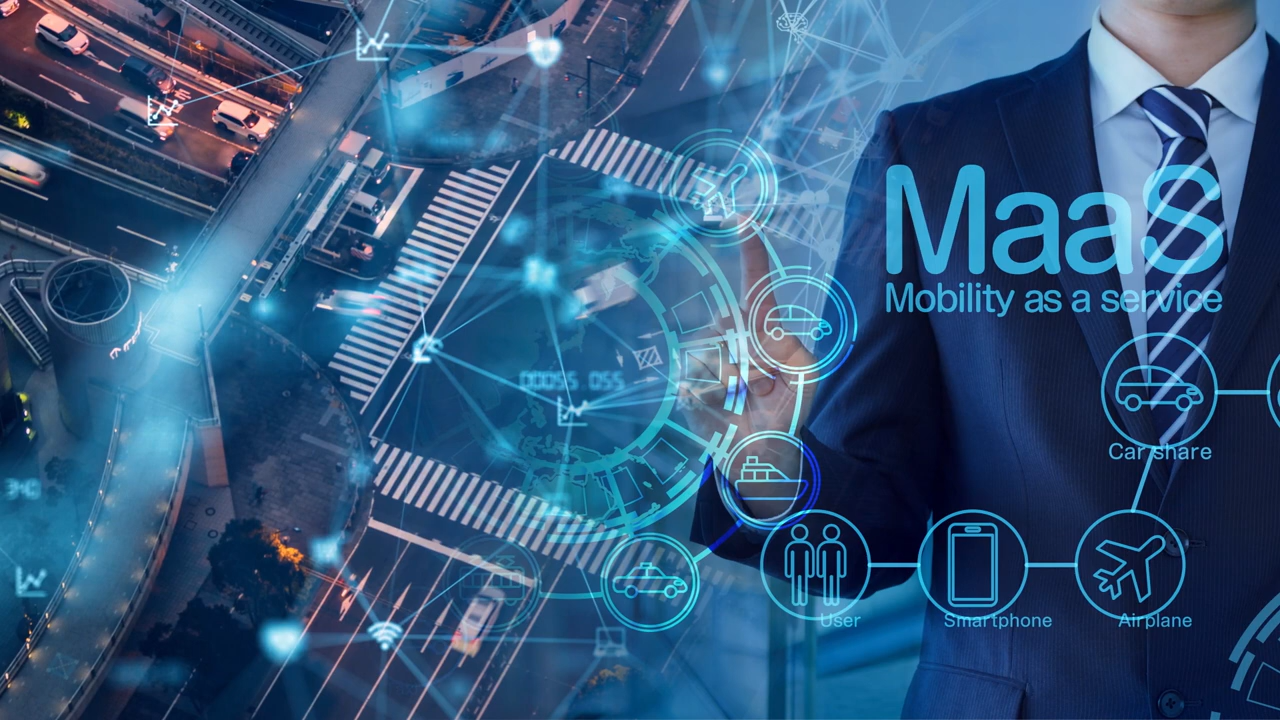 MaaS
Mobility as a service
Car share
User
Smartphone
Airplane